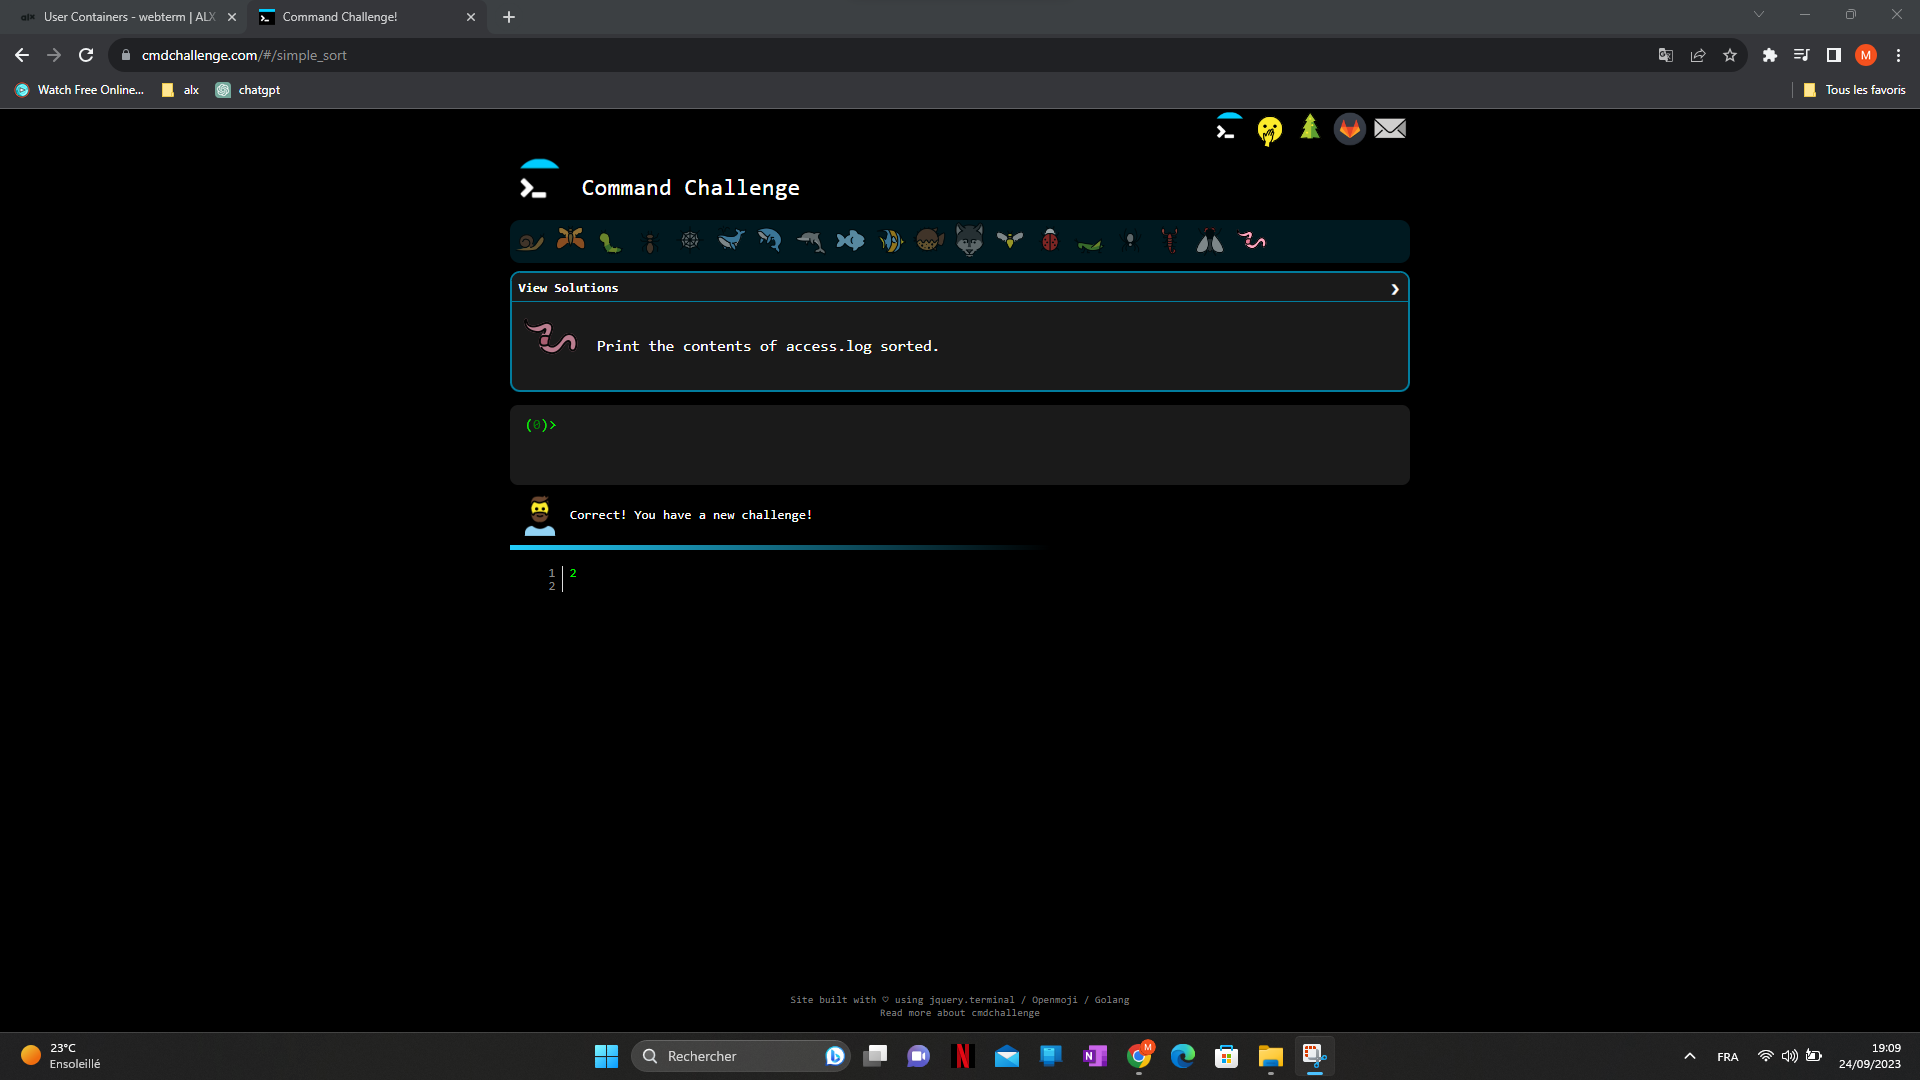 alx User Containers - webterm | ALX
Command Challenge!
cmdchallenge.com/#/simple_sort
M
Watch Free Online...
alx
chatgpt
Tous les favoris
>_
>_ Command Challenge
View Solutions
Print the contents of access.log sorted.
(0)>
Correct! You have a new challenge!
1 2
2
Site built with ♡ using jquery.terminal / Openmoji / Golang
Read more about cmdchallenge
23°C
Ensoleillé
Rechercher
N
N
M
FRA
19:09
24/09/2023